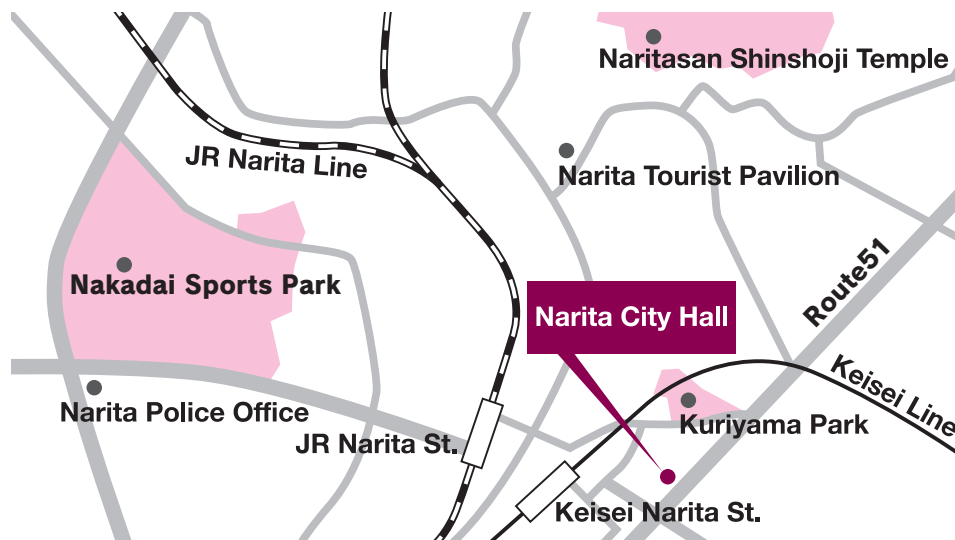 Naritasan Shinshoji Temple
JR Narita Line
Narita Tourist Pavilion
Nakadai Sports Park
Route51
Narita City Hall
Keisei Line
Narita Police Office
Kuriyama Park
JR Narita St.
Keisei Narita St.